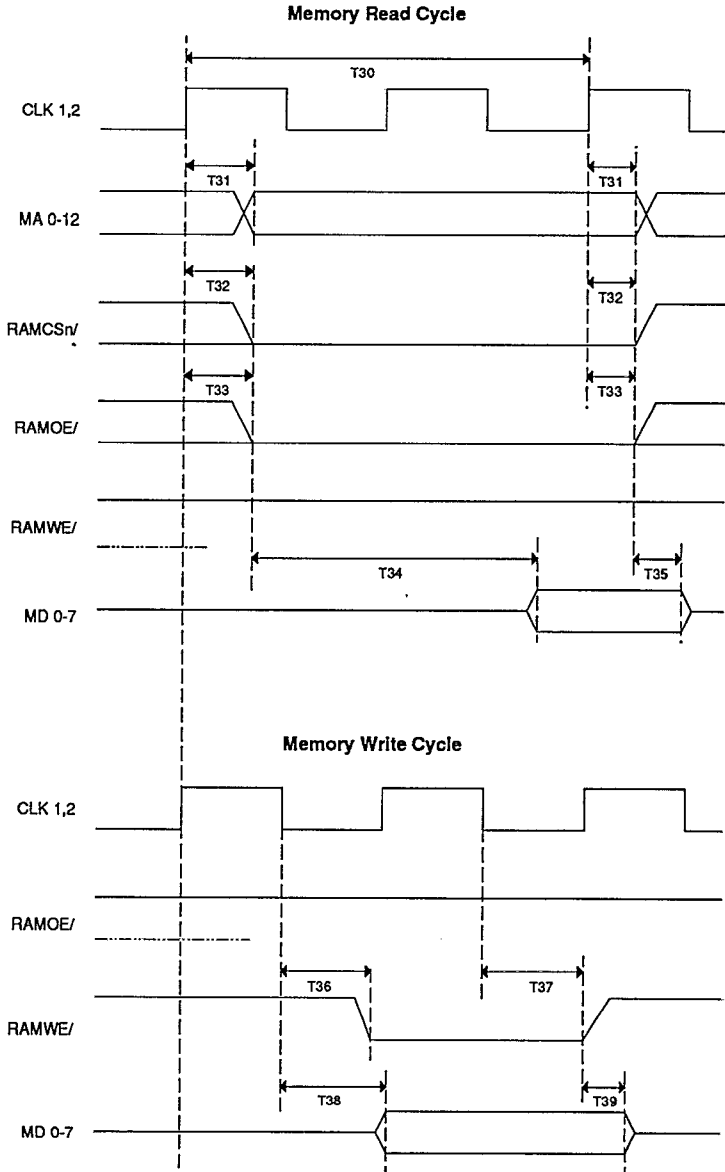 Memory Read Cycle
T30
CLK 1,2
T31
T31
MA 0-12
T32
T32
RAMCSn/
T33
T33
RAMOE/
RAMWE/
T34
T35
MD 0-7
Memory Write Cycle
CLK 1,2
RAMOE/
T36
T37
RAMWE/
T38
T39
MD 0-7